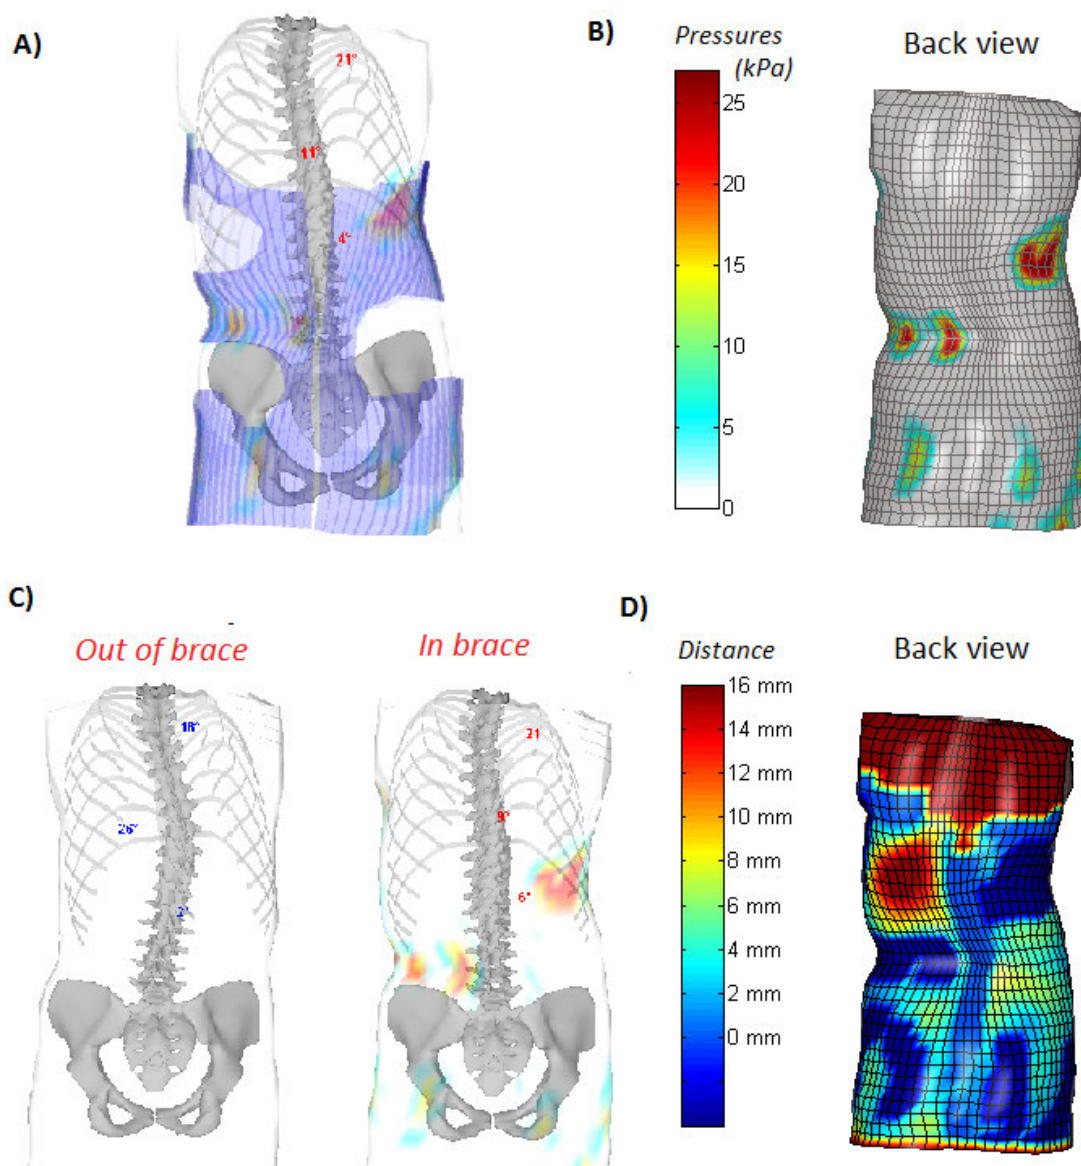 A)
21°
11°
4°
B)
Pressures
(kPa)
Back view
25
20
15
10
5
0
C)
Out of brace
18°
26°
In brace
21
9°
6°
D)
Distance
Back view
16 mm
14 mm
12 mm
10 mm
8 mm
6 mm
4 mm
2 mm
0 mm